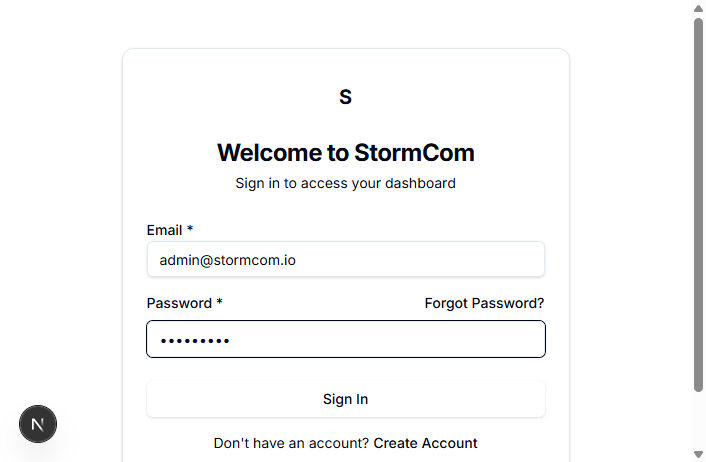 S
Welcome to StormCom
Sign in to access your dashboard
Email *
admin@stormcom.io
Password * Forgot Password?
•••••••••
Sign In
N
Don't have an account? Create Account